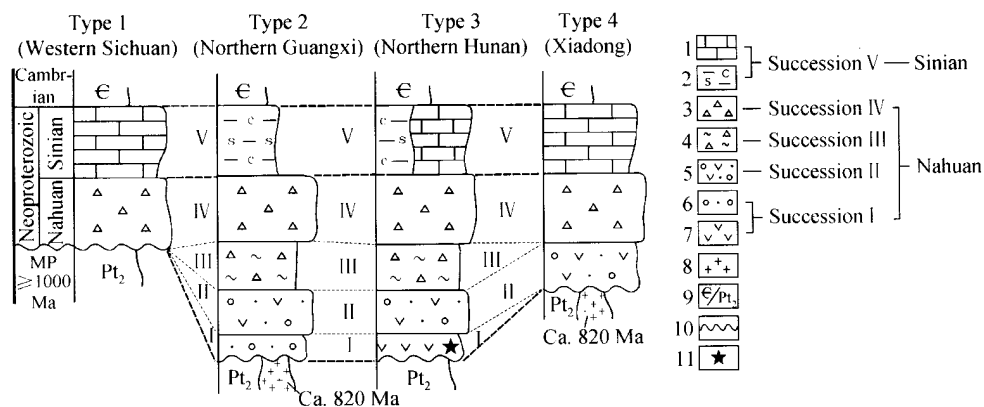 Type 1
(Western Sichuan)
Type 2
(Northern Guangxi)
Type 3
(Northern Hunan)
Type 4
(Xiadong)
Cambr-
ian
Neoproterozoic
Sinian
Nahuan
MP
⩾1000
Ma
Є
Pt₂
Є
c
s s
c
V
IV
III
II
I
Pt₂
Ca. 820 Ma
V
IV
III
II
I
Є
c
s
c
Pt₂
V
IV
III
II
I
Є
Pt₂
Ca. 820 Ma
1
2 s c
Succession V — Sinian
3 Succession IV
4 Succession III
5 Succession II
6
7
Succession I
Nahuan
8
9 Є/Pt₂
10
11